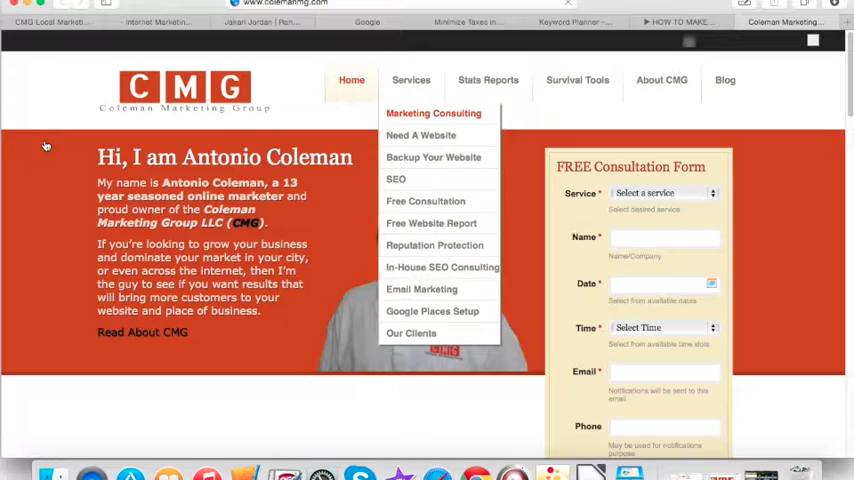 www.colemanmg.com
CMG Local Marketi...
- Internet Marketin...
Jakari Jordan | Ran...
Google
Minimize Taxes in...
Keyword Planner -...
▶ HOW TO MAKE...
Coleman Marketing...
CMG
Coleman Marketing Group
Home
Services
Stats Reports
Survival Tools
About CMG
Blog
Marketing Consulting
Need A Website
Backup Your Website
SEO
Free Consultation
Free Website Report
Reputation Protection
In-House SEO Consulting
Email Marketing
Google Places Setup
Our Clients
Hi, I am Antonio Coleman
My name is Antonio Coleman, a 13
year seasoned online marketer and
proud owner of the Coleman
Marketing Group LLC (CMG).
If you're looking to grow your business
and dominate your market in your city,
or even across the internet, then I'm
the guy to see if you want results that
will bring more customers to your
website and place of business.
Read About CMG
CMG
FREE Consultation Form
Service * Select a service
Select desired service
Name *
Name/Company
Date *
Select from available dates
Time * Select Time
Select from available time slots
Email *
Notifications will be sent to this
email
Phone
May be used for notifications
purpose